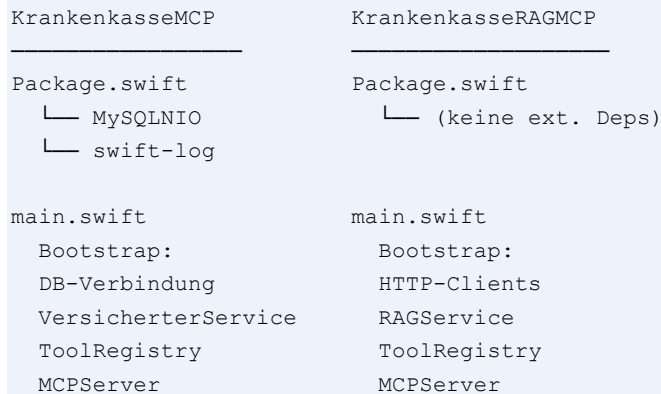 KrankenkasseMCP          KrankenkasseRAGMCP
─────────────────        ───────────────────
Package.swift            Package.swift
  └── MySQLNIO             └── (keine ext. Deps)
  └── swift-log

main.swift               main.swift
  Bootstrap:               Bootstrap:
  DB-Verbindung            HTTP-Clients
  VersicherterService      RAGService
  ToolRegistry             ToolRegistry
  MCPServer                MCPServer